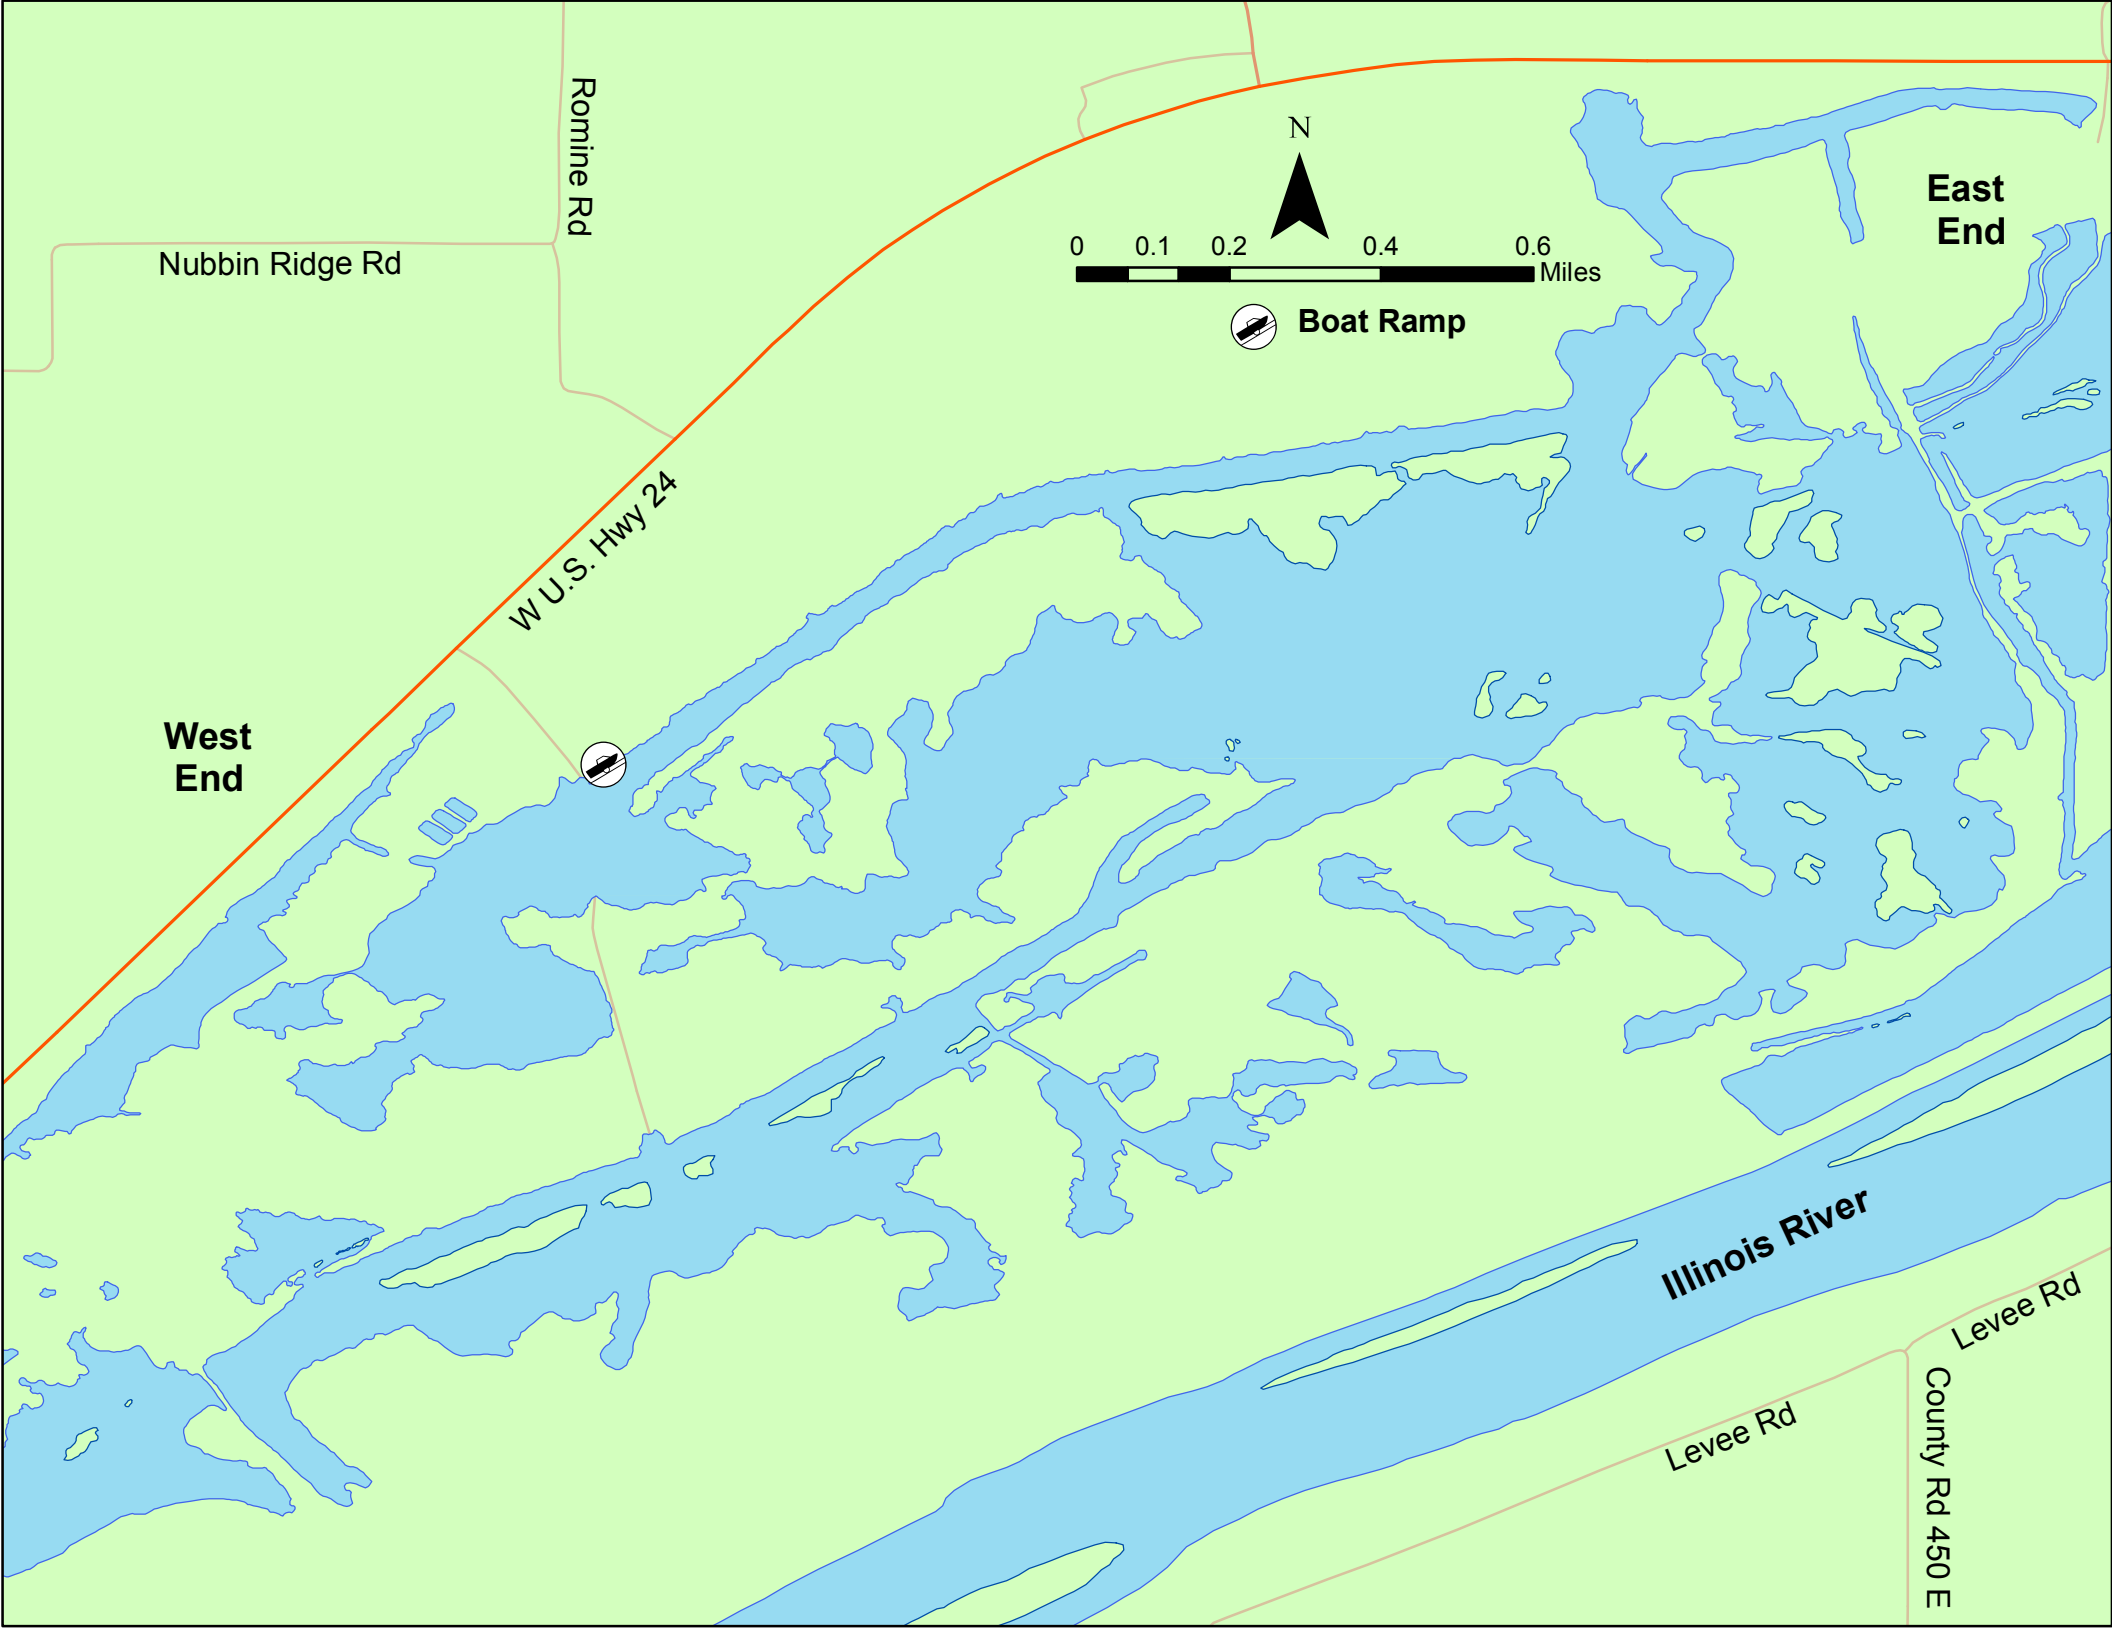 Romine Rd
N
East
End
0 0.1 0.2 0.4 0.6
Miles
Nubbin Ridge Rd
Boat Ramp
W U.S. Hwy 24
West
End
Illinois River
Levee Rd
Levee Rd
County Rd 450 E